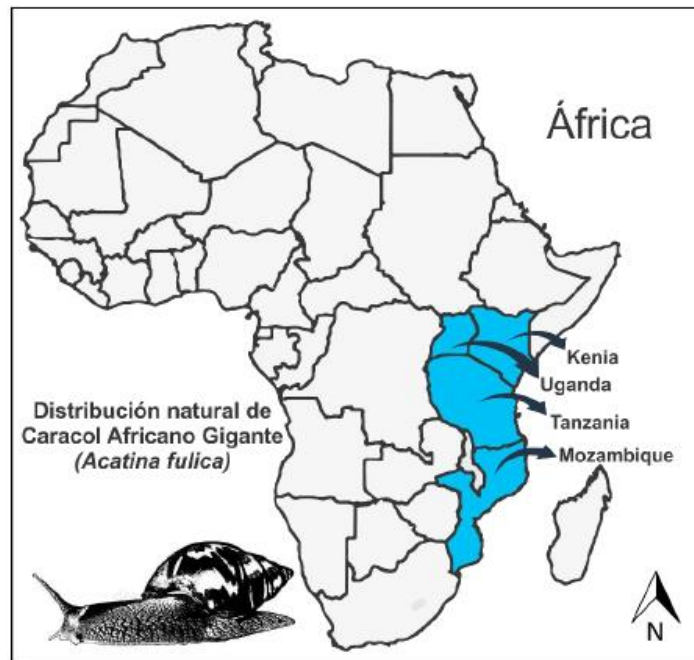 África
Kenia
Uganda
Tanzania
Mozambique
Distribución natural de
Caracol Africano Gigante
(Acatina fulica)
N